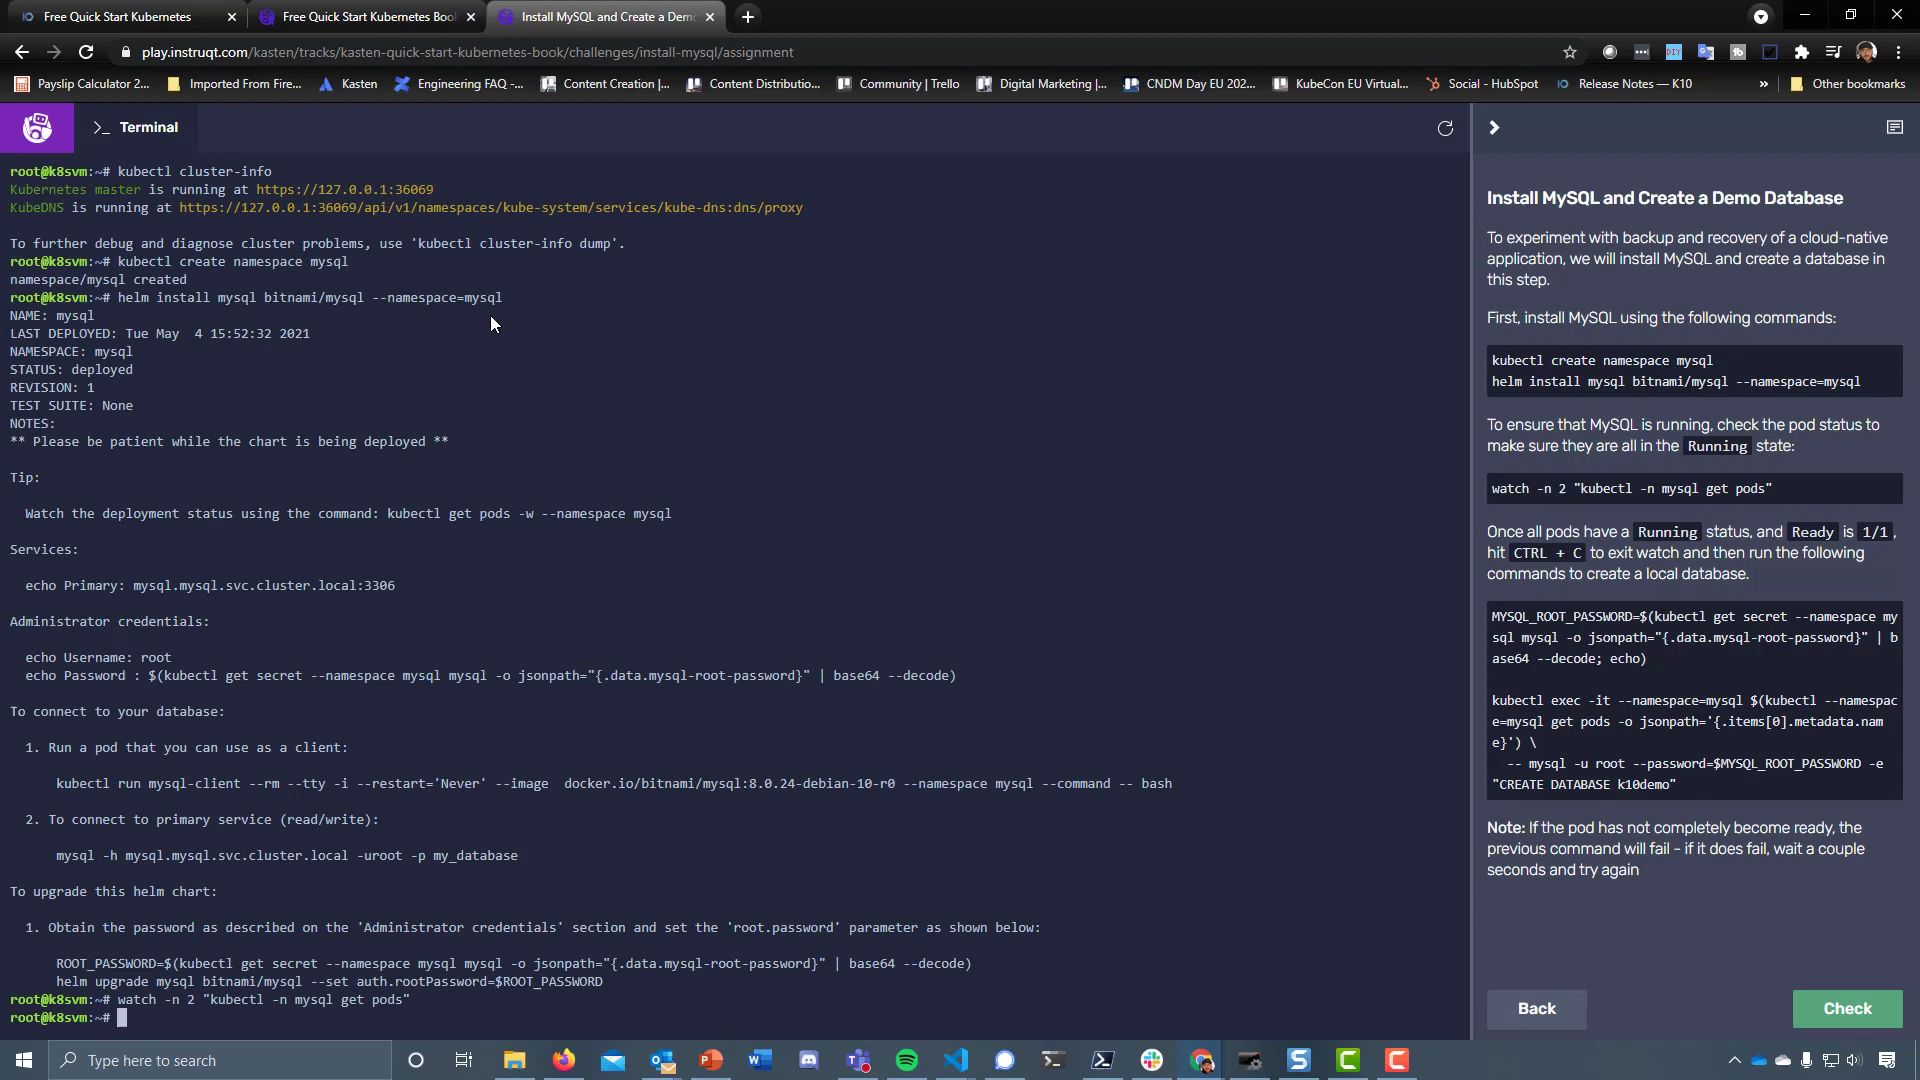 Free Quick Start Kubernetes
Free Quick Start Kubernetes Boo
Install MySQL and Create a Demo
play.instruqt.com/kasten/tracks/kasten-quick-start-kubernetes-book/challenges/install-mysql/assignment
Payslip Calculator 2...
Imported From Fire...
Kasten
Engineering FAQ -...
Content Creation |...
Content Distributio...
Community | Trello
Digital Marketing |...
CNDM Day EU 202...
KubeCon EU Virtual...
Social - HubSpot
Release Notes — K10
Other bookmarks
>_ Terminal
root@k8svm:~# kubectl cluster-info
Kubernetes master is running at https://127.0.0.1:36069
KubeDNS is running at https://127.0.0.1:36069/api/v1/namespaces/kube-system/services/kube-dns:dns/proxy
To further debug and diagnose cluster problems, use 'kubectl cluster-info dump'.
root@k8svm:~# kubectl create namespace mysql
namespace/mysql created
root@k8svm:~# helm install mysql bitnami/mysql --namespace=mysql
NAME: mysql
LAST DEPLOYED: Tue May  4 15:52:32 2021
NAMESPACE: mysql
STATUS: deployed
REVISION: 1
TEST SUITE: None
NOTES:
** Please be patient while the chart is being deployed **
Tip:
Watch the deployment status using the command: kubectl get pods -w --namespace mysql
Services:
echo Primary: mysql.mysql.svc.cluster.local:3306
Administrator credentials:
echo Username: root
echo Password : $(kubectl get secret --namespace mysql mysql -o jsonpath="{.data.mysql-root-password}" | base64 --decode)
To connect to your database:
1. Run a pod that you can use as a client:
kubectl run mysql-client --rm --tty -i --restart='Never' --image  docker.io/bitnami/mysql:8.0.24-debian-10-r0 --namespace mysql --command -- bash
2. To connect to primary service (read/write):
mysql -h mysql.mysql.svc.cluster.local -uroot -p my_database
To upgrade this helm chart:
1. Obtain the password as described on the 'Administrator credentials' section and set the 'root.password' parameter as shown below:
ROOT_PASSWORD=$(kubectl get secret --namespace mysql mysql -o jsonpath="{.data.mysql-root-password}" | base64 --decode)
helm upgrade mysql bitnami/mysql --set auth.rootPassword=$ROOT_PASSWORD
root@k8svm:~# watch -n 2 "kubectl -n mysql get pods"
root@k8svm:~#
Install MySQL and Create a Demo Database
To experiment with backup and recovery of a cloud-native
application, we will install MySQL and create a database in
this step.
First, install MySQL using the following commands:
kubectl create namespace mysql
helm install mysql bitnami/mysql --namespace=mysql
To ensure that MySQL is running, check the pod status to
make sure they are all in the Running state:
watch -n 2 "kubectl -n mysql get pods"
Once all pods have a Running status, and Ready is 1/1,
hit CTRL + C to exit watch and then run the following
commands to create a local database.
MYSQL_ROOT_PASSWORD=$(kubectl get secret --namespace my
sql mysql -o jsonpath="{.data.mysql-root-password}" | b
ase64 --decode; echo)
kubectl exec -it --namespace=mysql $(kubectl --namespac
e=mysql get pods -o jsonpath='{.items[0].metadata.nam
e}') \
-- mysql -u root --password=$MYSQL_ROOT_PASSWORD -e
"CREATE DATABASE k10demo"
Note: If the pod has not completely become ready, the
previous command will fail - if it does fail, wait a couple
seconds and try again
Back
Check
Type here to search